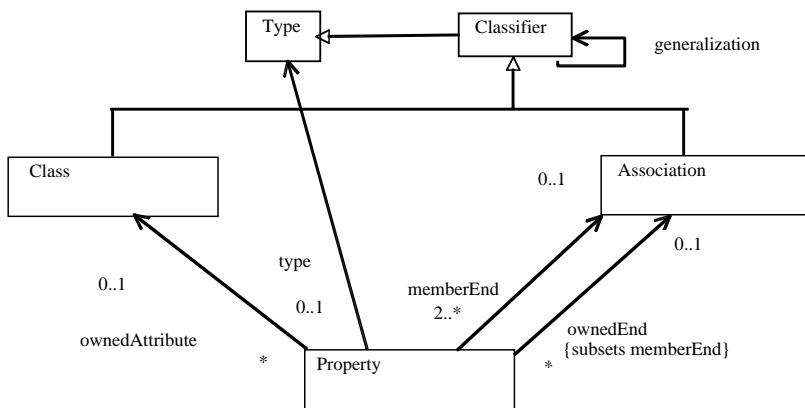 Type
Classifier
generalization
Class
0..1
Association
0..1
type
0..1
memberEnd
0..1
2..*
ownedEnd
ownedAttribute
{subsets memberEnd}
*
Property
*